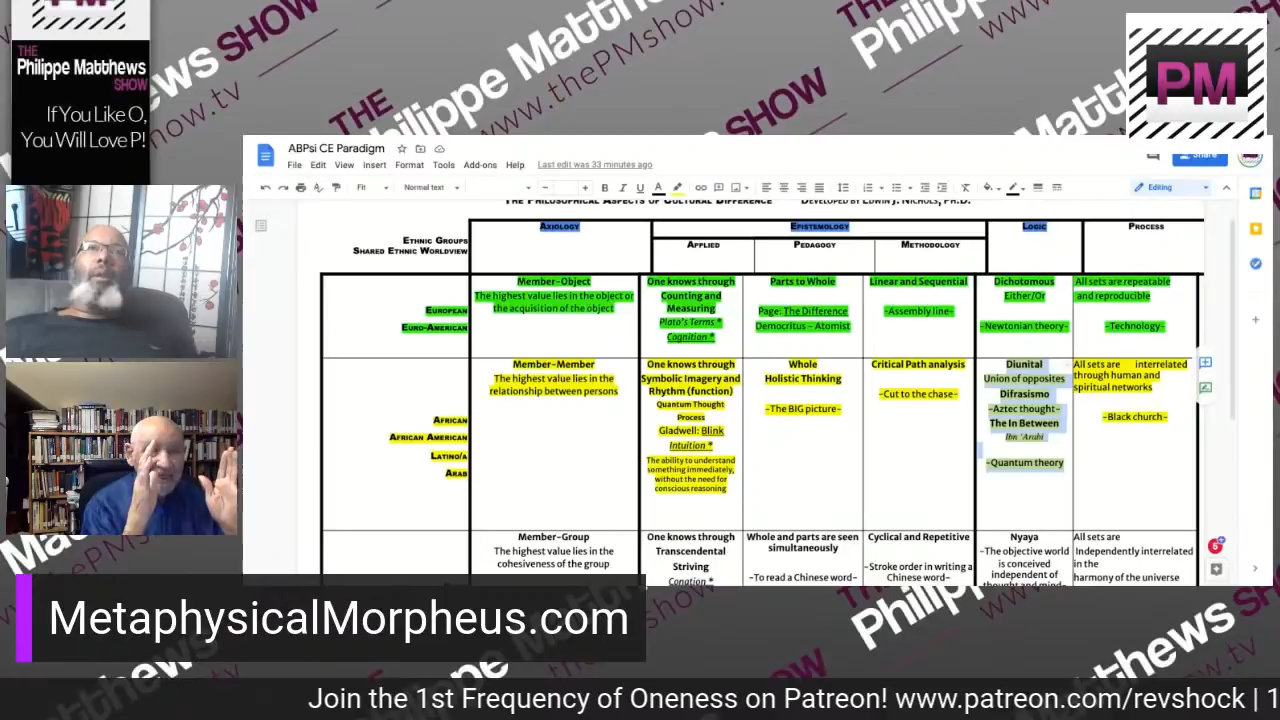 THE
Philippe Matthews
SHOW
If You Like O,
You Will Love P!
PM
THE
Philippe Matthews
www.thePMshow.tv
SHOW
ABPsi CE Paradigm
File Edit View Insert Format Tools Add-ons Help Last edit was 33 minutes ago
Share
Fit Normal text Editing
THE PHILOSOPHICAL ASPECTS OF CULTURAL DIFFERENCE DEVELOPED BY EDWIN J. NICHOLS, PH.D.
ETHNIC GROUPS
SHARED ETHNIC WORLDVIEW
AXIOLOGY
EPISTEMOLOGY
APPLIED PEDAGOGY METHODOLOGY
LOGIC
PROCESS
EUROPEAN
EURO-AMERICAN
Member-Object
The highest value lies in the object or
the acquisition of the object
One knows through
Counting and
Measuring
Plato's Terms *
Cognition *
Parts to Whole
Page: The Difference
Democritus - Atomist
Linear and Sequential
-Assembly line-
Dichotomous
Either/Or
-Newtonian theory-
All sets are repeatable
and reproducible
-Technology-
AFRICAN
AFRICAN AMERICAN
LATINO/A
ARAB
Member-Member
The highest value lies in the
relationship between persons
One knows through
Symbolic Imagery and
Rhythm (function)
Quantum Thought
Process
Gladwell: Blink
Intuition *
The ability to understand
something immediately,
without the need for
conscious reasoning
Whole
Holistic Thinking
-The BIG picture-
Critical Path analysis
-Cut to the chase-
Diunital
Union of opposites
Difrasismo
-Aztec thought-
The In Between
Ibn 'Arabi
-Quantum theory
All sets are interrelated
through human and
spiritual networks
-Black church-
Member-Group
The highest value lies in the
cohesiveness of the group
One knows through
Transcendental
Striving
Conation *
Whole and parts are seen
simultaneously
-To read a Chinese word-
Cyclical and Repetitive
-Stroke order in writing a
Chinese word-
Nyaya
-The objective world
is conceived
independent of
thought and mind-
All sets are
Independently interrelated
in the
harmony of the universe
MetaphysicalMorpheus.com
Join the 1st Frequency of Oneness on Patreon! www.patreon.com/revshock | 1